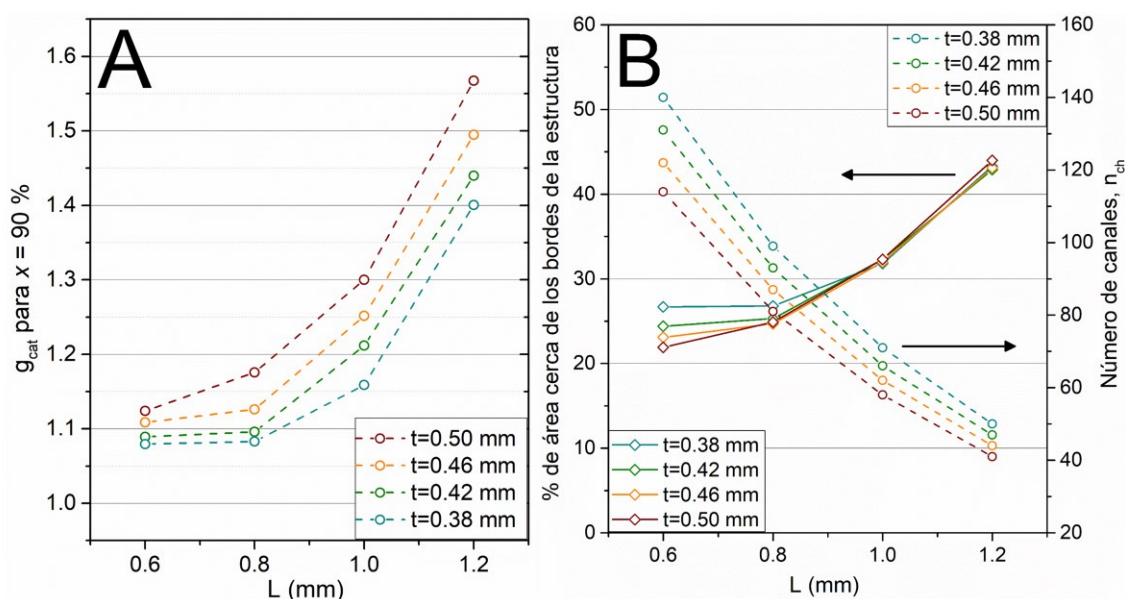 A
g_cat para x = 90 %
1.6
1.5
1.4
1.3
1.2
1.1
1.0
0.6 0.8 1.0 1.2
L (mm)
t=0.50 mm
t=0.46 mm
t=0.42 mm
t=0.38 mm
B
% de área cerca de los bordes de la estructura
60
50
40
30
20
10
0
t=0.38 mm
t=0.42 mm
t=0.46 mm
t=0.50 mm
t=0.38 mm
t=0.42 mm
t=0.46 mm
t=0.50 mm
0.6 0.8 1.0 1.2
L (mm)
160
140
120
100
80
60
40
20
Número de canales, n_ch